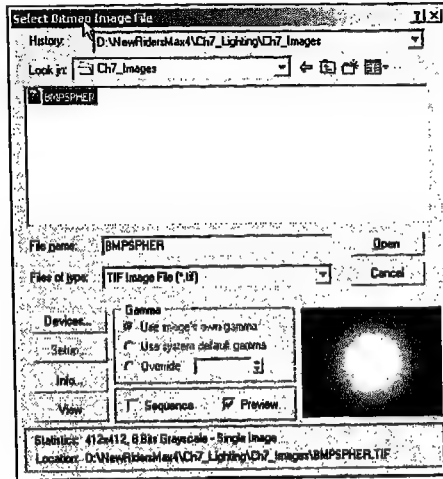 Select Bitmap Image File
History: D:\NewRidersMax4\Ch7_Lighting\Ch7_Images
Look in: Ch7_Images
BMPSPHER
File name: BMPSPHER Open
Files of type: TIF Image File (*.tif) Cancel
Devices...
Setup...
Info...
View
Gamma
Use image's own gamma
Use system default gamma
Override
Sequence Preview
Statistics: 412x412, 8 Bits Grayscale - Single Image
Location: D:\NewRidersMax4\Ch7_Lighting\Ch7_Images\BMPSPHER.TIF